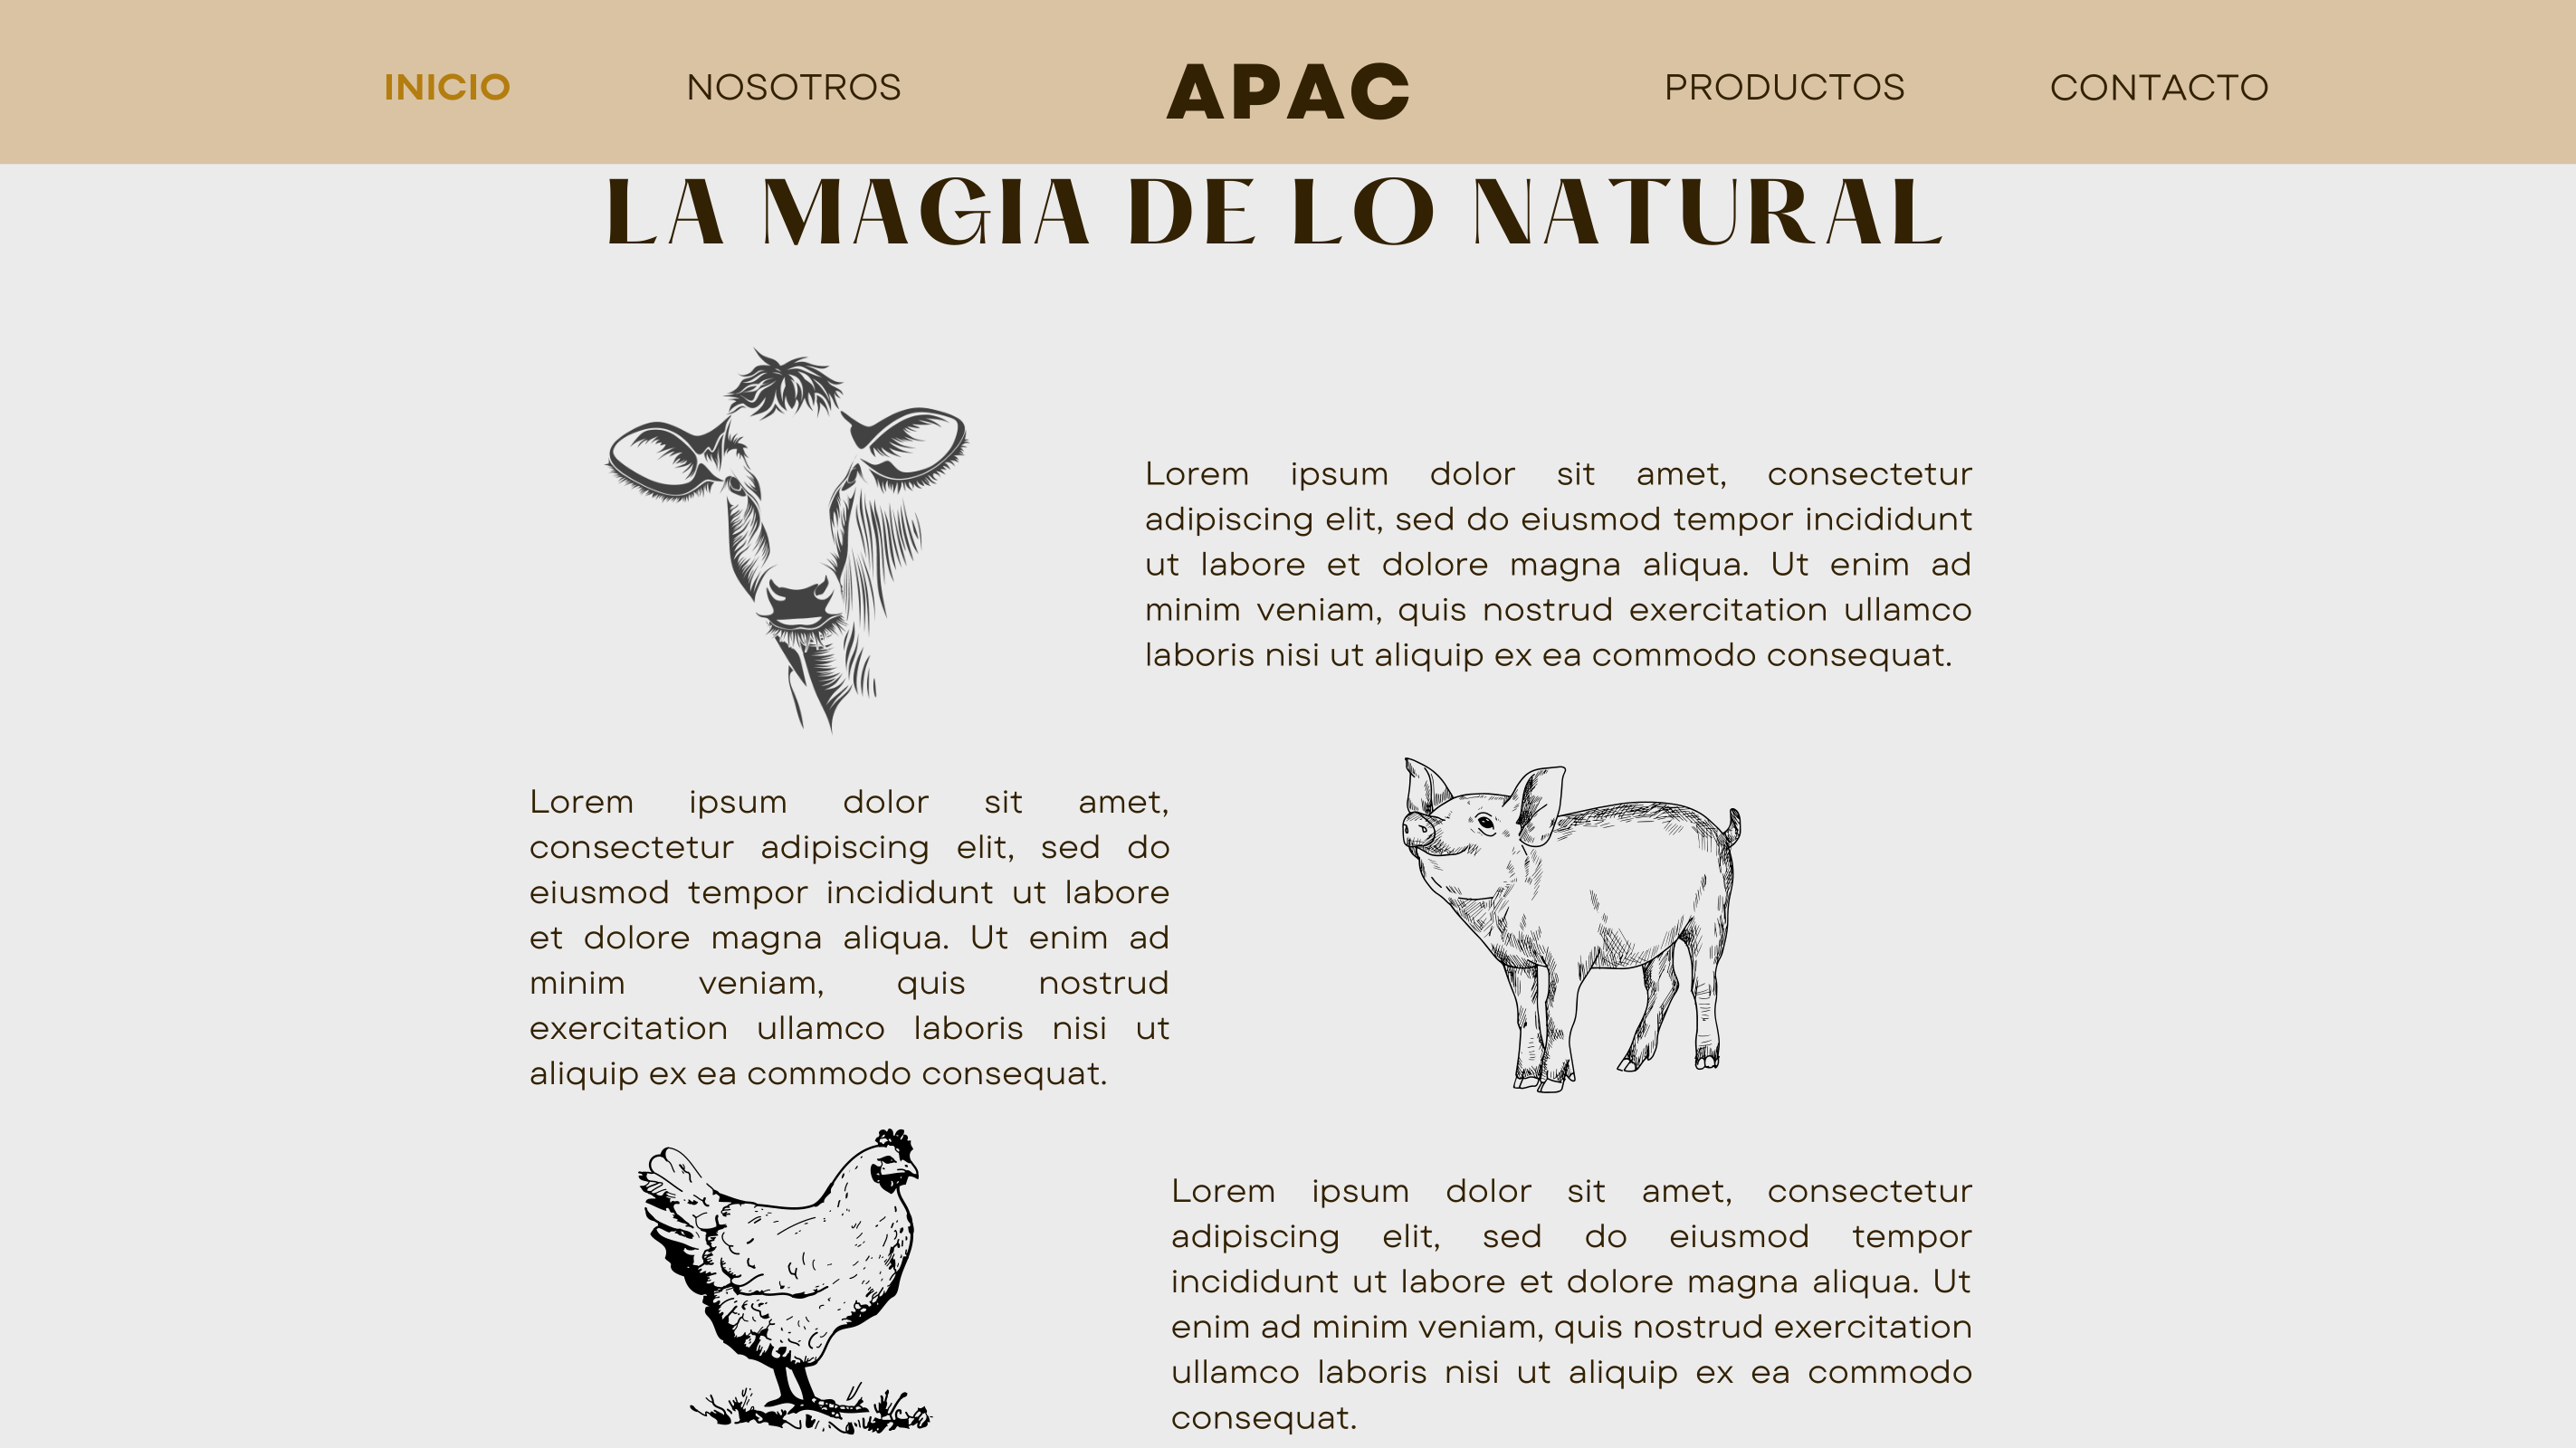 INICIO NOSOTROS APAC PRODUCTOS CONTACTO
LA MAGIA DE LO NATURAL
Lorem ipsum dolor sit amet, consectetur
adipiscing elit, sed do eiusmod tempor incididunt
ut labore et dolore magna aliqua. Ut enim ad
minim veniam, quis nostrud exercitation ullamco
laboris nisi ut aliquip ex ea commodo consequat.
Lorem ipsum dolor sit amet,
consectetur adipiscing elit, sed do
eiusmod tempor incididunt ut labore
et dolore magna aliqua. Ut enim ad
minim veniam, quis nostrud
exercitation ullamco laboris nisi ut
aliquip ex ea commodo consequat.
Lorem ipsum dolor sit amet, consectetur
adipiscing elit, sed do eiusmod tempor
incididunt ut labore et dolore magna aliqua. Ut
enim ad minim veniam, quis nostrud exercitation
ullamco laboris nisi ut aliquip ex ea commodo
consequat.